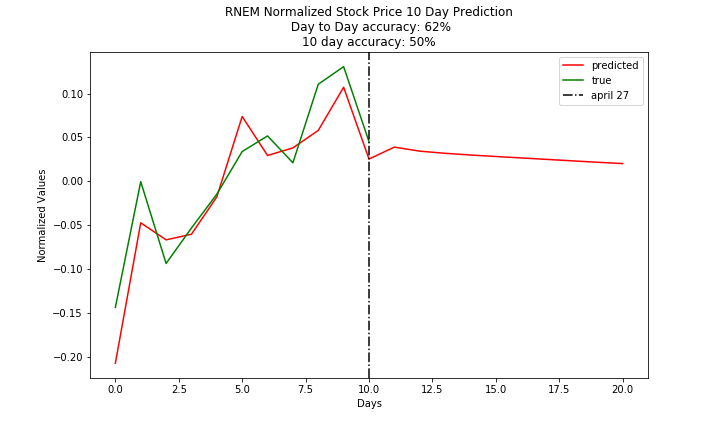 RNEM Normalized Stock Price 10 Day Prediction
Day to Day accuracy: 62%
10 day accuracy: 50%
predicted
true
april 27
Normalized Values
0.10
0.05
0.00
−0.05
−0.10
−0.15
−0.20
0.0 2.5 5.0 7.5 10.0 12.5 15.0 17.5 20.0
Days